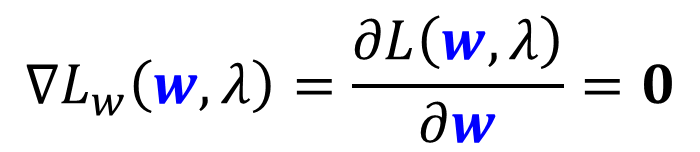 ∇L_w(w, λ) = ∂L(w, λ)/∂w = 0